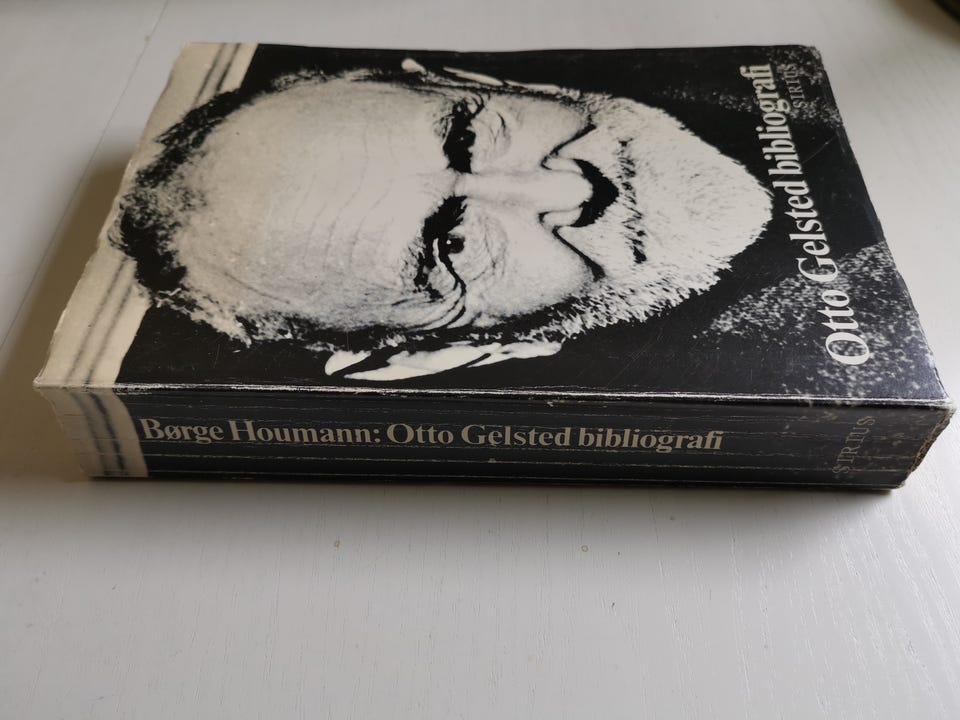 Otto Gelsted bibliografi
SIRIUS
Børge Houmann: Otto Gelsted bibliografi
SIRIUS